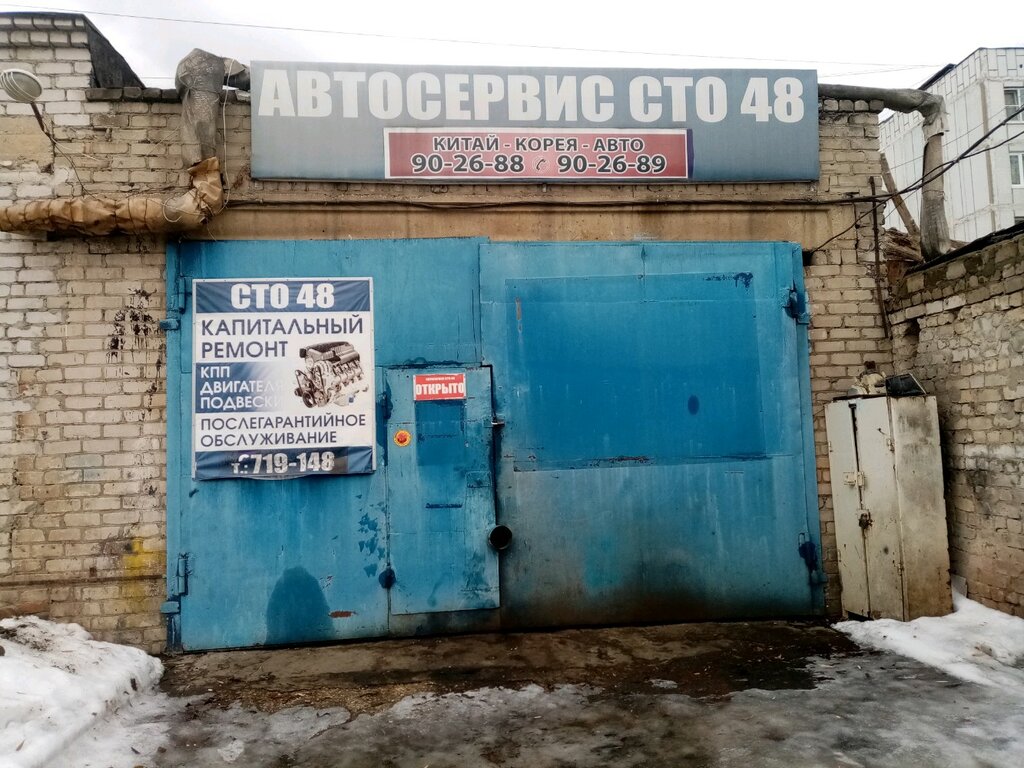 АВТОСЕРВИС СТО 48
КИТАЙ - КОРЕЯ - АВТО
90-26-88 с 90-26-89
СТО 48
КАПИТАЛЬНЫЙ
РЕМОНТ
КПП
ДВИГАТЕЛЯ
ПОДВЕСКИ
ПОСЛЕГАРАНТИЙНОЕ
ОБСЛУЖИВАНИЕ
т.:719-148
ОТКРЫТО